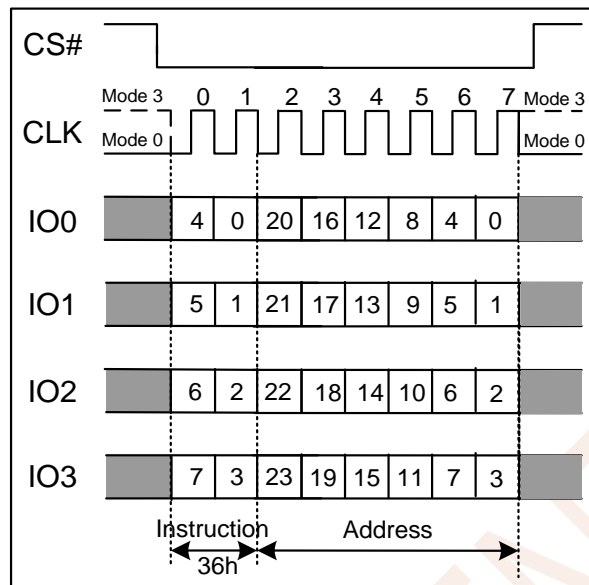 CS#
Mode 3 0 1 2 3 4 5 6 7 Mode 3
CLK
Mode 0 Mode 0
IO0 4 0 20 16 12 8 4 0
IO1 5 1 21 17 13 9 5 1
IO2 6 2 22 18 14 10 6 2
IO3 7 3 23 19 15 11 7 3
Instruction Address
36h